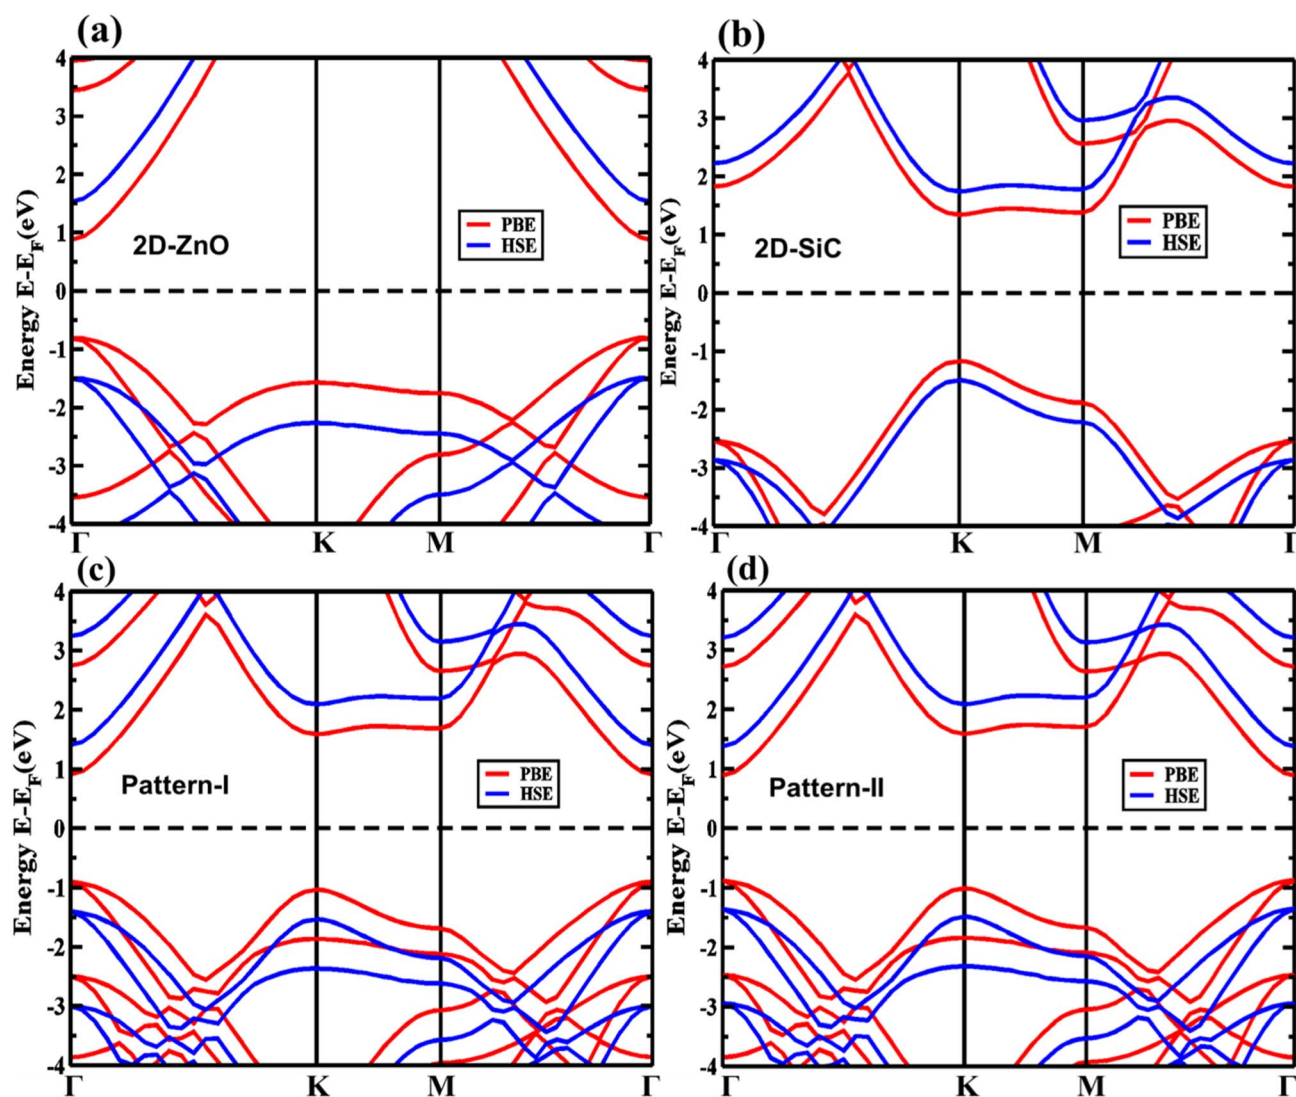 (a)
Energy E-E_F(eV)
4
3
2
1
0
-1
-2
-3
-4
2D-ZnO
PBE
HSE
Γ K M Γ
(b)
Energy E-E_F(eV)
4
3
2
1
0
-1
-2
-3
-4
2D-SiC
PBE
HSE
Γ K M Γ
(c)
Energy E-E_F(eV)
4
3
2
1
0
-1
-2
-3
-4
Pattern-I
PBE
HSE
Γ K M Γ
(d)
Energy E-E_F(eV)
4
3
2
1
0
-1
-2
-3
-4
Pattern-II
PBE
HSE
Γ K M Γ